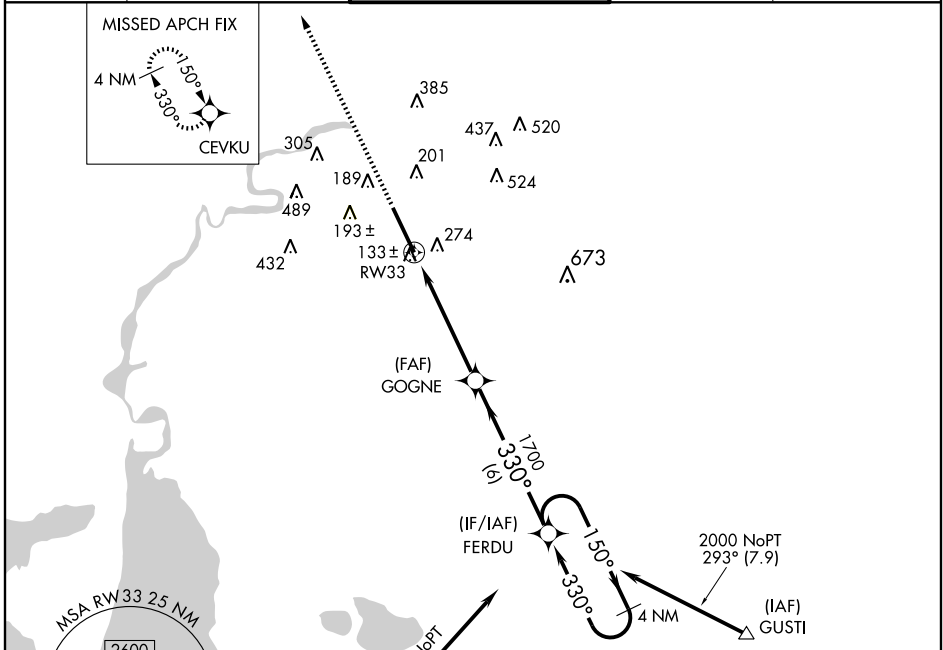 MISSED APCH FIX
4 NM
150°
330°
CEVKU
385
437
520
305
201
189
524
489
193 ±
274
432
133 ±
RW33
673
(FAF)
GOGNE
1700
330°
(6)
(IF/IAF)
FERDU
150°
330°
4 NM
2000 NoPT
293° (7.9)
(IAF)
GUSTI
MSA RW33 25 NM
2600
NoPT